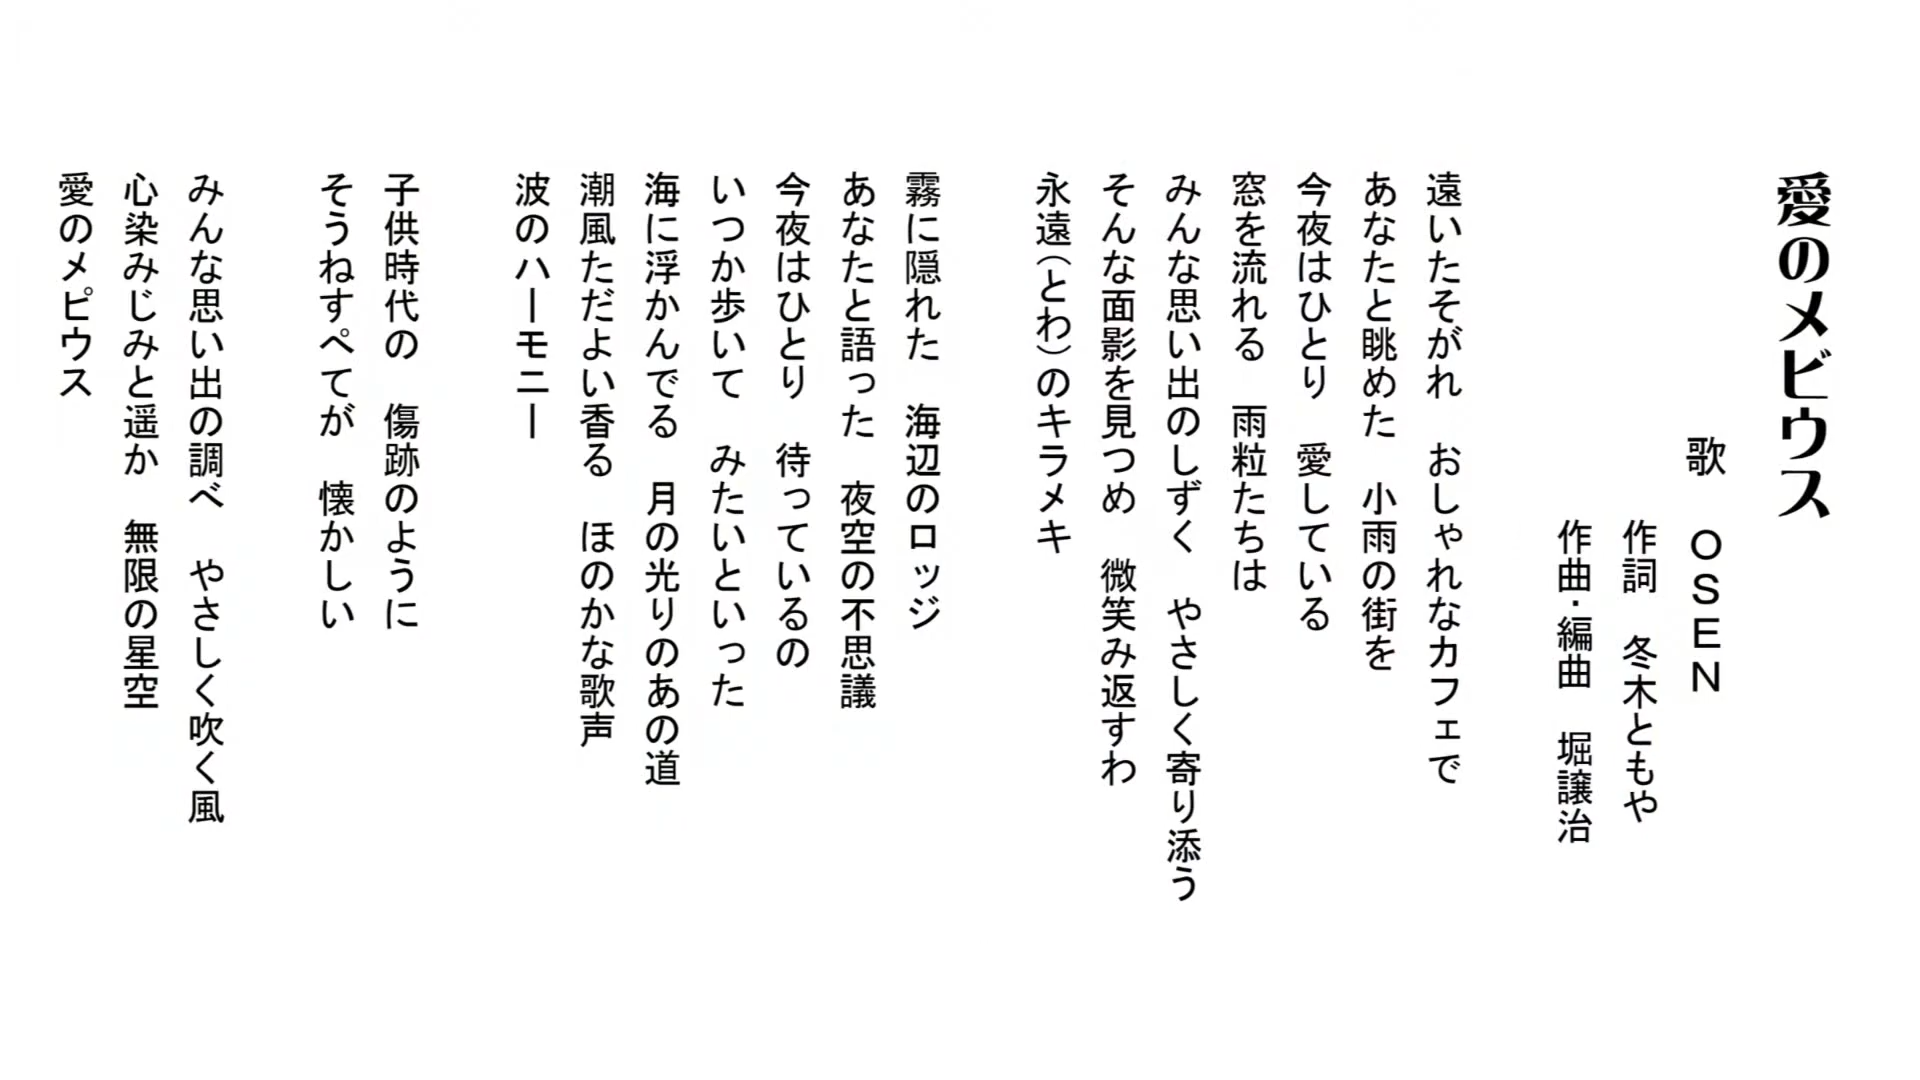 愛のメビウス
歌　OSEN
作詞　冬木ともや
作曲・編曲　堀譲治
遠いたそがれ　おしゃれなカフェで
あなたと眺めた　小雨の街を
今夜はひとり　愛している
窓を流れる　雨粒たちは
みんな思い出のしずく　やさしく寄り添う
そんな面影を見つめ　微笑み返すわ
永遠(とわ)のキラメキ
霧に隠れた　海辺のロッジ
あなたと語った　夜空の不思議
今夜はひとり　待っているの
いつか歩いて　みたいといった
海に浮かんでる　月の光りのあの道
潮風ただよい香る　ほのかな歌声
波のハーモニー
子供時代の　傷跡のように
そうねすべてが　懐かしい
みんな思い出の調べ　やさしく吹く風
心染みじみと遥か　無限の星空
愛のメビウス